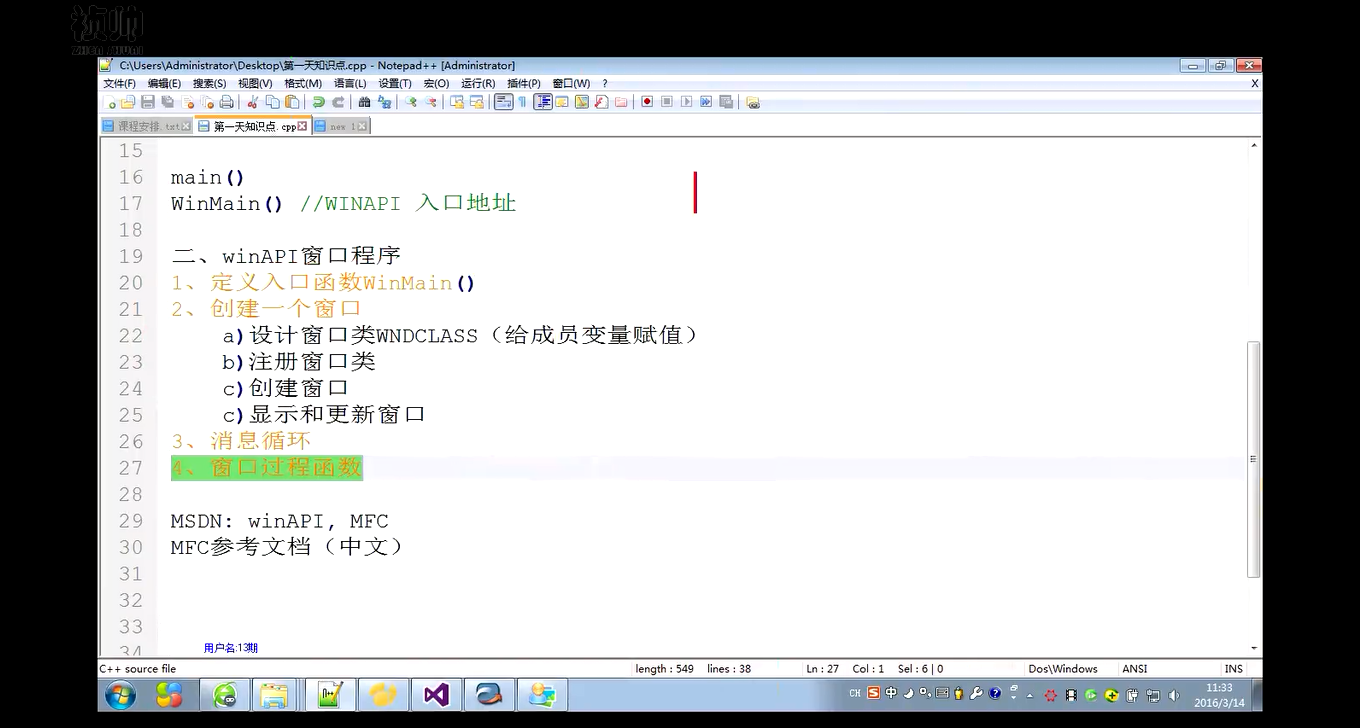 祯帅
ZHEN SHUAI
C:\Users\Administrator\Desktop\第一天知识点.cpp - Notepad++ [Administrator]
文件(F) 编辑(E) 搜索(S) 视图(V) 格式(M) 语言(L) 设置(T) 宏(O) 运行(R) 插件(P) 窗口(W) ? X
课程安排.txt 第一天知识点.cpp new 1
15
16 main()
17 WinMain() //WINAPI 入口地址
18
19 二、winAPI窗口程序
20 1、定义入口函数WinMain()
21 2、创建一个窗口
22 a)设计窗口类WNDCLASS（给成员变量赋值）
23 b)注册窗口类
24 c)创建窗口
25 c)显示和更新窗口
26 3、消息循环
27 4、窗口过程函数
28
29 MSDN: winAPI, MFC
30 MFC参考文档（中文）
31
32
33
34 用户名:13期
C++ source file length : 549 lines : 38 Ln : 27 Col : 1 Sel : 6 | 0 Dos\Windows ANSI INS
CH S 中 11:33
2016/3/14